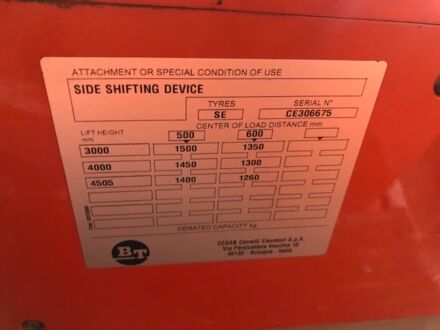 ATTACHMENT OR SPECIAL CONDITION OF USE
SIDE SHIFTING DEVICE
TYRES SERIAL N°
SE CE306675
LIFT HEIGHT mm CENTER OF LOAD DISTANCE mm
500 600
3000 1500 1350
4000 1450 1300
4505 1400 1260
DERATED CAPACITY kg
BT
CESAB Carrelli Elevatori S.p.A.
Via Persicetana Vecchia 10
40132 - Bologna - Italia